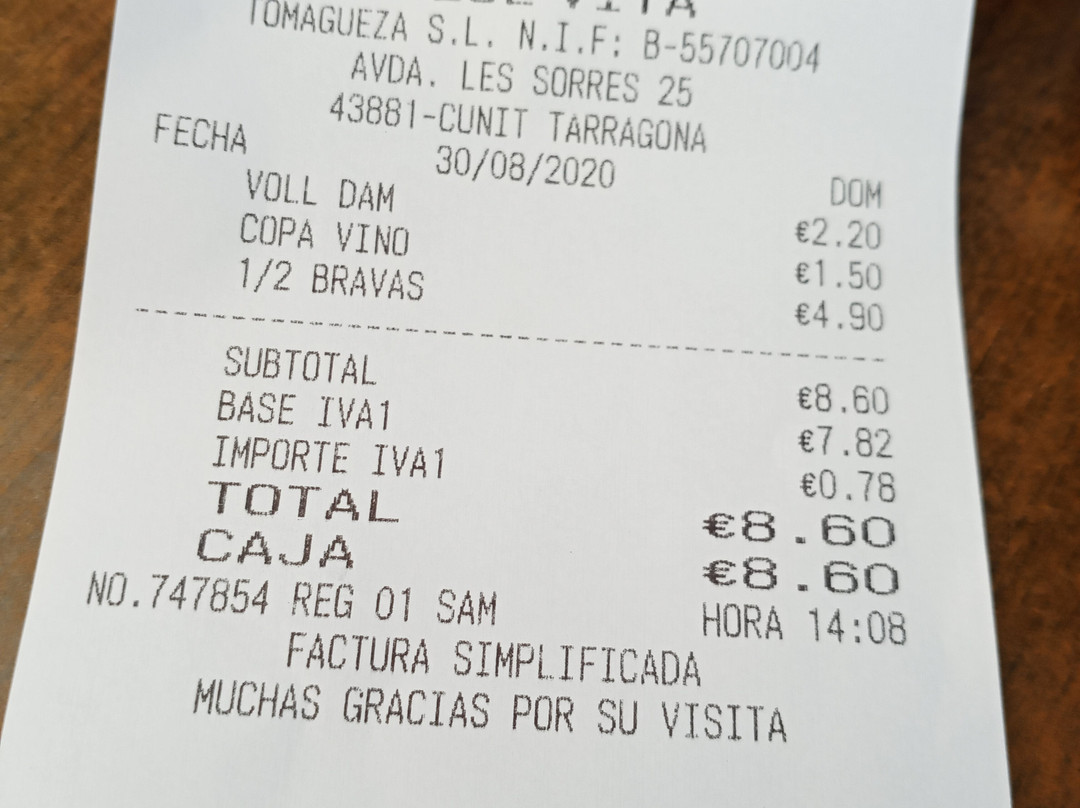 TOMAGUEZA S.L. N.I.F: B-55707004
AVDA. LES SORRES 25
43881-CUNIT TARRAGONA
FECHA 30/08/2020 DOM
VOLL DAM €2.20
COPA VINO €1.50
1/2 BRAVAS €4.90
SUBTOTAL €8.60
BASE IVA1 €7.82
IMPORTE IVA1 €0.78
TOTAL €8.60
CAJA €8.60
NO.747854 REG 01 SAM HORA 14:08
FACTURA SIMPLIFICADA
MUCHAS GRACIAS POR SU VISITA